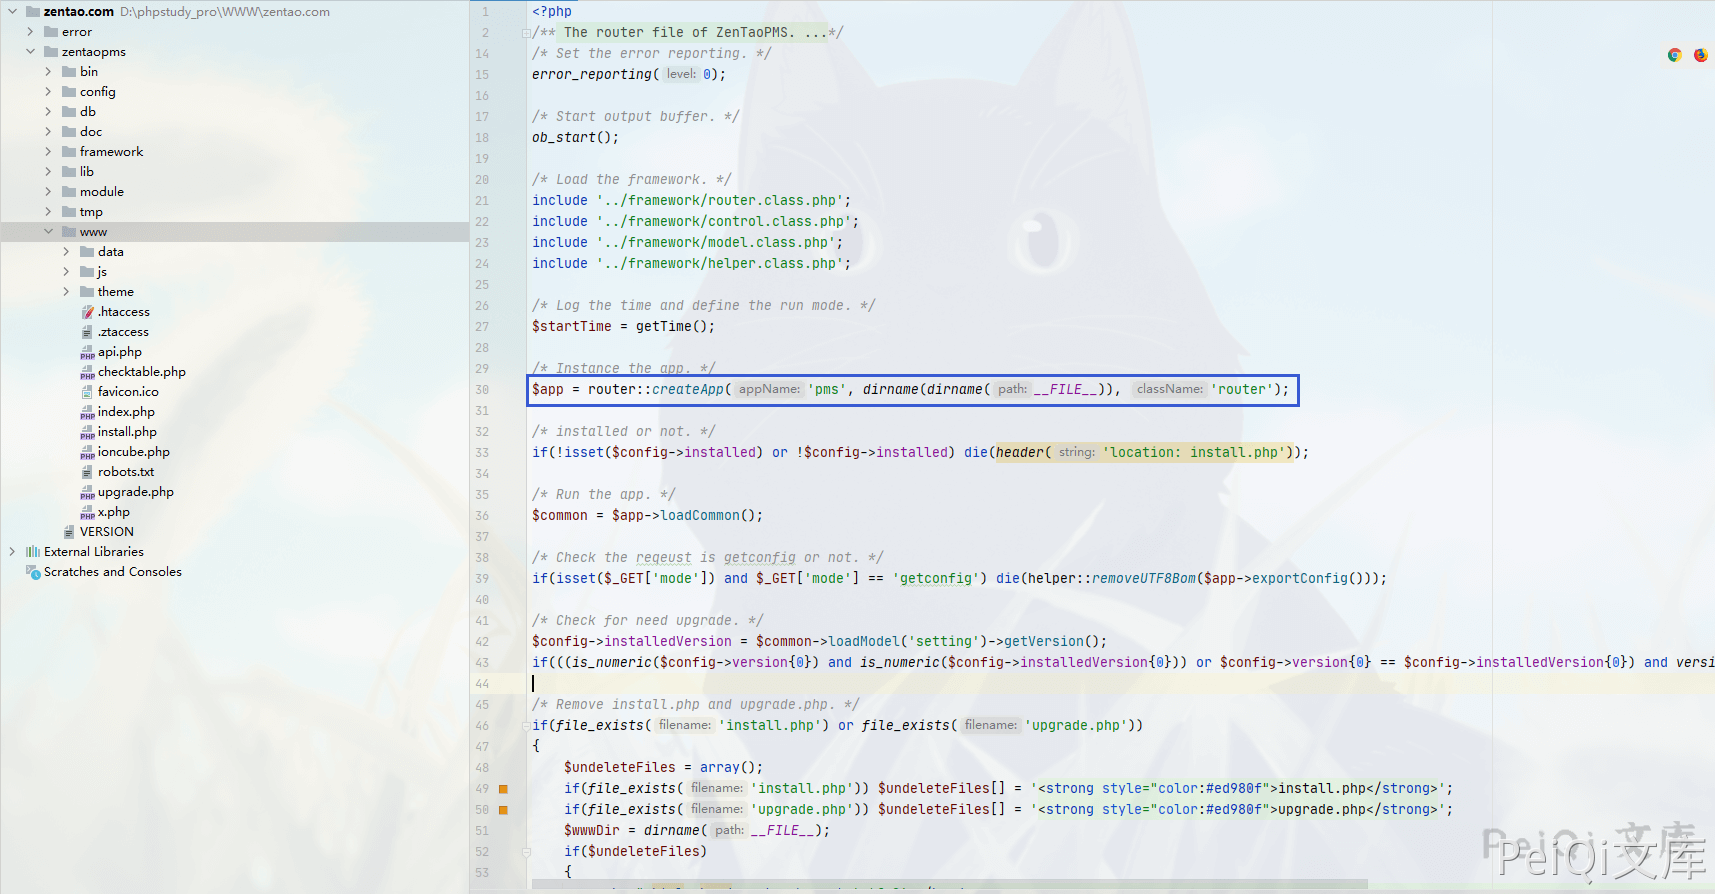 zentao.com D:\phpstudy_pro\WWW\zentao.com
error
zentaopms
bin
config
db
doc
framework
lib
module
tmp
www
data
js
theme
.htaccess
.ztaccess
api.php
checktable.php
favicon.ico
index.php
install.php
ioncube.php
robots.txt
upgrade.php
x.php
VERSION
External Libraries
Scratches and Consoles
1 <?php
2 /** The router file of ZenTaoPMS. ...*/
14 /* Set the error reporting. */
15 error_reporting( level: 0);
16
17 /* Start output buffer. */
18 ob_start();
19
20 /* Load the framework. */
21 include '../framework/router.class.php';
22 include '../framework/control.class.php';
23 include '../framework/model.class.php';
24 include '../framework/helper.class.php';
25
26 /* Log the time and define the run mode. */
27 $startTime = getTime();
28
29 /* Instance the app. */
30 $app = router::createApp( appName: 'pms', dirname(dirname( path: __FILE__)), className: 'router');
31
32 /* installed or not. */
33 if(!isset($config->installed) or !$config->installed) die(header( string: 'location: install.php'));
34
35 /* Run the app. */
36 $common = $app->loadCommon();
37
38 /* Check the reqeust is getconfig or not. */
39 if(isset($_GET['mode']) and $_GET['mode'] == 'getconfig') die(helper::removeUTF8Bom($app->exportConfig()));
40
41 /* Check for need upgrade. */
42 $config->installedVersion = $common->loadModel('setting')->getVersion();
43 if(((is_numeric($config->version{0}) and is_numeric($config->installedVersion{0})) or $config->version{0} == $config->installedVersion{0}) and versi
44
45 /* Remove install.php and upgrade.php. */
46 if(file_exists( filename: 'install.php') or file_exists( filename: 'upgrade.php'))
47 {
48 $undeleteFiles = array();
49 if(file_exists( filename: 'install.php')) $undeleteFiles[] = '<strong style="color:#ed980f">install.php</strong>';
50 if(file_exists( filename: 'upgrade.php')) $undeleteFiles[] = '<strong style="color:#ed980f">upgrade.php</strong>';
51 $wwwDir = dirname( path: __FILE__);
52 if($undeleteFiles)
53 {
PeiQi文库
PeiQi文库